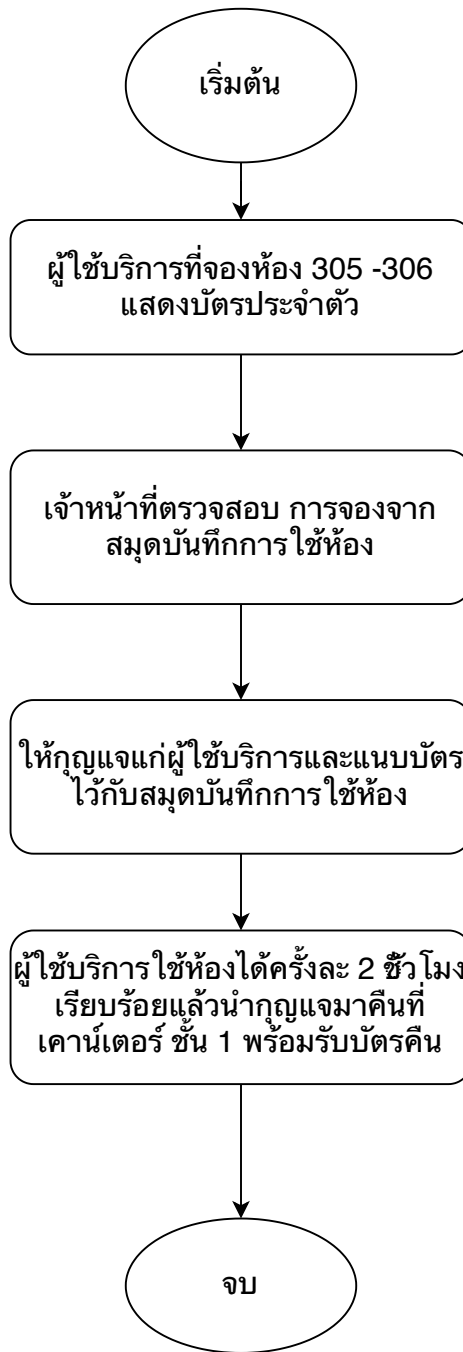 เริ่มต้น
ผู้ใช้บริการที่จองห้อง 305 -306
แสดงบัตรประจำตัว
เจ้าหน้าที่ตรวจสอบ การจองจาก
สมุดบันทึกการใช้ห้อง
ให้กุญแจแก่ผู้ใช้บริการและแนบบัตร
ไว้กับสมุดบันทึกการใช้ห้อง
ผู้ใช้บริการใช้ห้องได้ครั้งละ 2 ชั่วโมง
เรียบร้อยแล้วนำกุญแจมาคืนที่
เคาน์เตอร์ ชั้น 1 พร้อมรับบัตรคืน
จบ